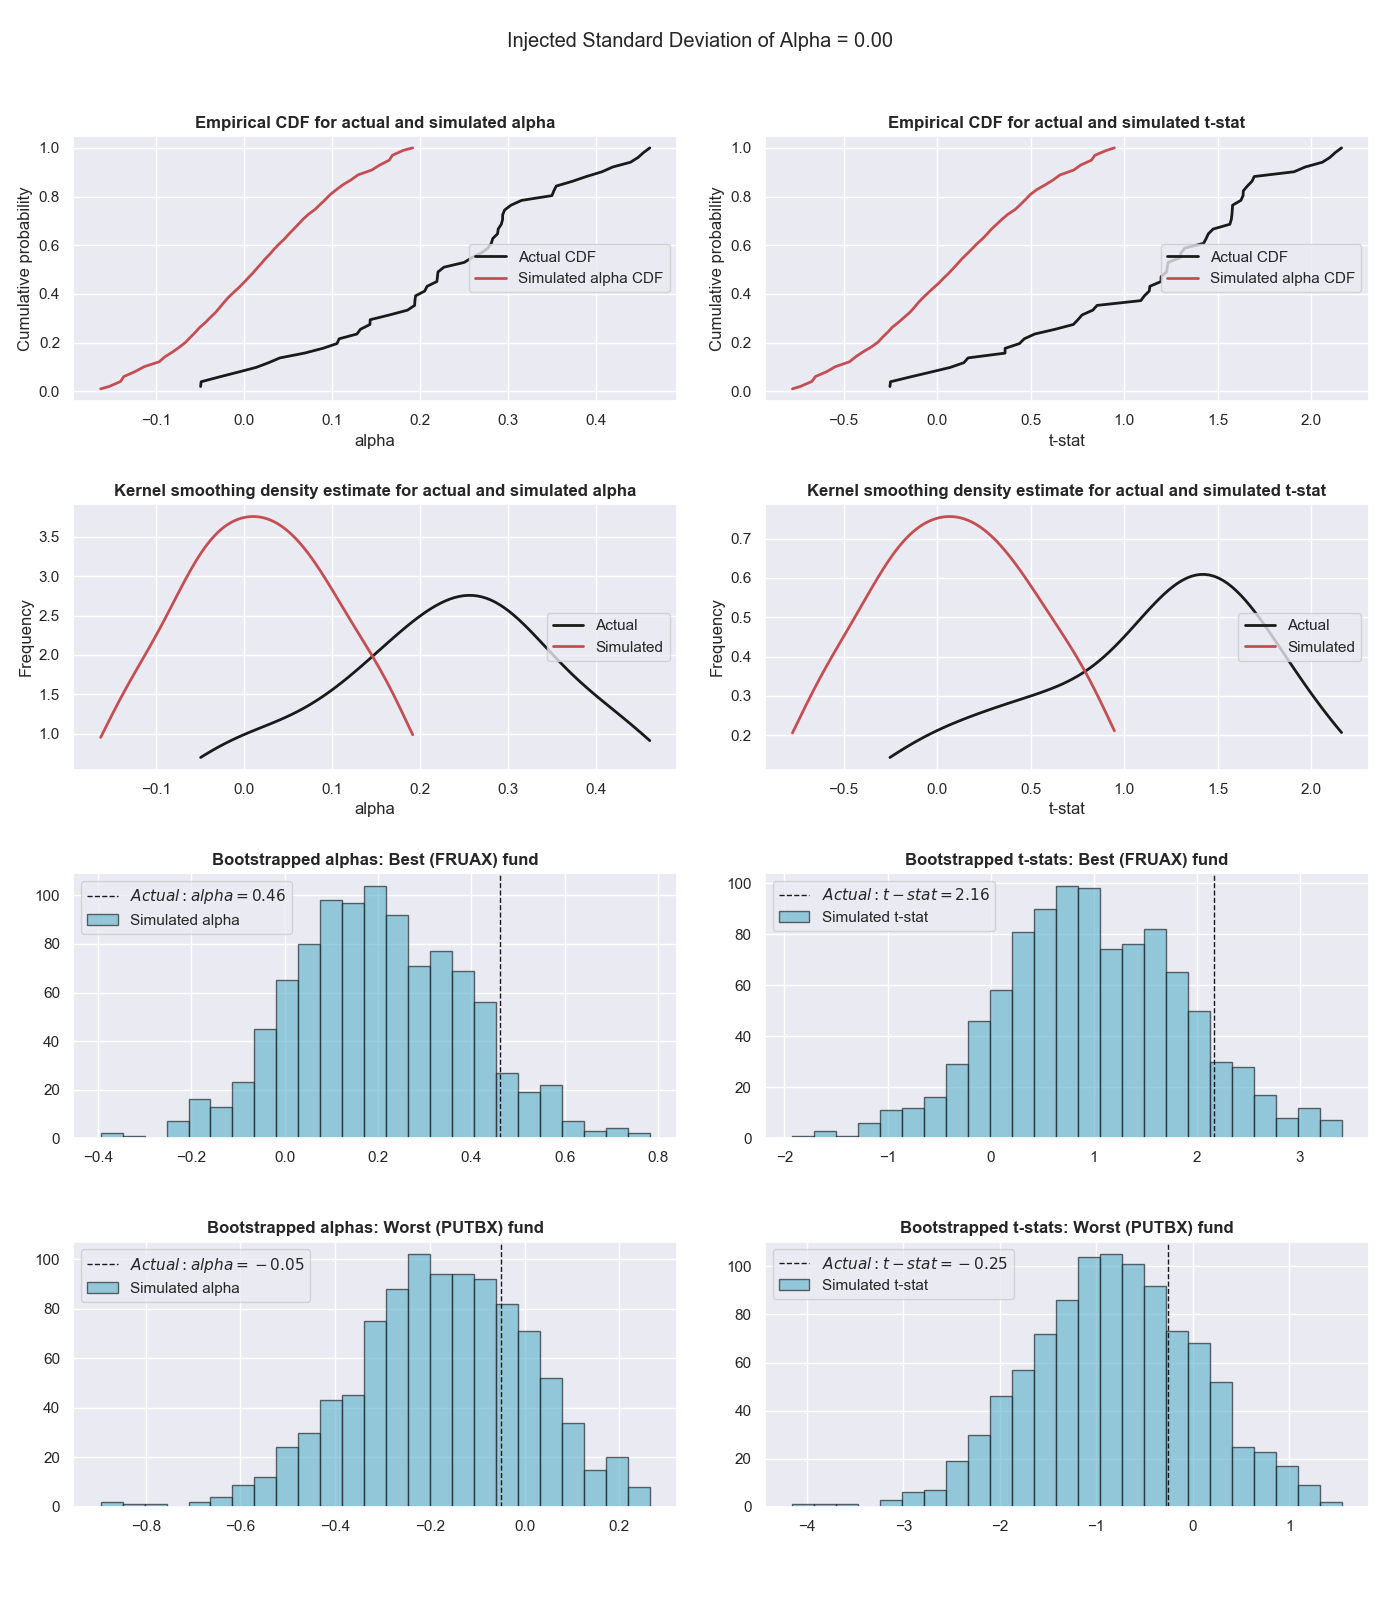 Injected Standard Deviation of Alpha = 0.00
Empirical CDF for actual and simulated alpha
Cumulative probability
1.0
0.8
0.6
0.4
0.2
0.0
Actual CDF
Simulated alpha CDF
−0.1 0.0 0.1 0.2 0.3 0.4
alpha
Empirical CDF for actual and simulated t-stat
Cumulative probability
1.0
0.8
0.6
0.4
0.2
0.0
Actual CDF
Simulated alpha CDF
−0.5 0.0 0.5 1.0 1.5 2.0
t-stat
Kernel smoothing density estimate for actual and simulated alpha
Frequency
3.5
3.0
2.5
2.0
1.5
1.0
Actual
Simulated
−0.1 0.0 0.1 0.2 0.3 0.4
alpha
Kernel smoothing density estimate for actual and simulated t-stat
Frequency
0.7
0.6
0.5
0.4
0.3
0.2
Actual
Simulated
−0.5 0.0 0.5 1.0 1.5 2.0
t-stat
Bootstrapped alphas: Best (FRUAX) fund
100
80
60
40
20
0
Actual : alpha = 0.46
Simulated alpha
−0.4 −0.2 0.0 0.2 0.4 0.6 0.8
Bootstrapped t-stats: Best (FRUAX) fund
100
80
60
40
20
0
Actual : t − stat = 2.16
Simulated t-stat
−2 −1 0 1 2 3
Bootstrapped alphas: Worst (PUTBX) fund
100
80
60
40
20
0
Actual : alpha = −0.05
Simulated alpha
−0.8 −0.6 −0.4 −0.2 0.0 0.2
Bootstrapped t-stats: Worst (PUTBX) fund
100
80
60
40
20
0
Actual : t − stat = −0.25
Simulated t-stat
−4 −3 −2 −1 0 1